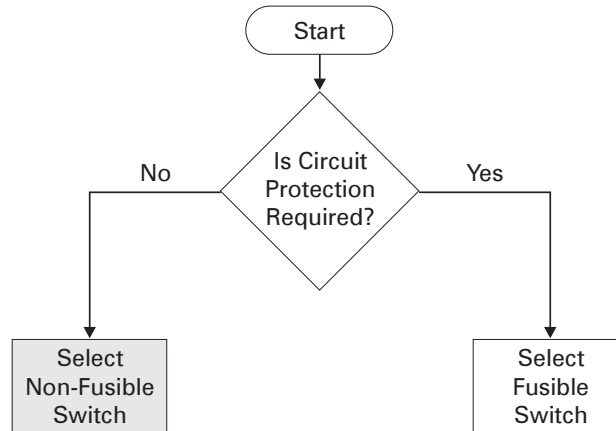 Start
Is Circuit
Protection
Required?
No
Yes
Select
Non-Fusible
Switch
Select
Fusible
Switch